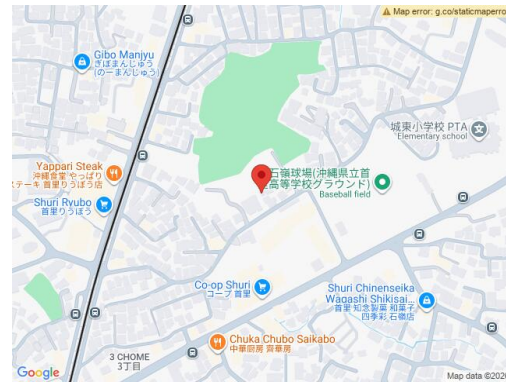 Map error: g.co/staticmaperro
Gibo Manjyu
ぎぼまんじゅう
(のーまんじゅう)
城東小学校 PTA
Elementary school
Yappari Steak
沖縄食堂 やっぱり
ステーキ 首里りうぼう店
石嶺球場(沖縄県立首
高等学校グラウンド)
Baseball field
Shuri Ryubo
首里りうぼう
Co-op Shuri
コープ 首里
Shuri Chinenseika
Wagashi Shikisai...
首里 知念製菓 和菓子
四季彩 石嶺店
Chuka Chubo Saikabo
中華厨房 齊華房
3 CHOME
3丁目
Google
Map data ©202